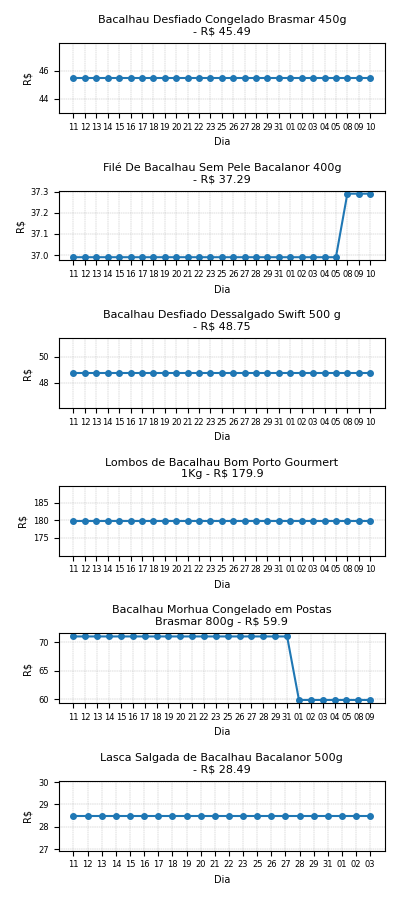 Bacalhau Desfiado Congelado Brasmar 450g
- R$ 45.49
46
44
R$
11 12 13 14 15 16 17 18 19 20 21 22 23 25 26 27 28 29 31 01 02 03 04 05 08 09 10
Dia
Filé De Bacalhau Sem Pele Bacalanor 400g
- R$ 37.29
37.3
37.2
37.1
37.0
R$
11 12 13 14 15 16 17 18 19 20 21 22 23 25 26 27 28 29 31 01 02 03 04 05 08 09 10
Dia
Bacalhau Desfiado Dessalgado Swift 500 g
- R$ 48.75
50
48
R$
11 12 13 14 15 16 17 18 19 20 21 22 23 25 26 27 28 29 31 01 02 03 04 05 08 09 10
Dia
Lombos de Bacalhau Bom Porto Gourmert
1Kg - R$ 179.9
185
180
175
R$
11 12 13 14 15 16 17 18 19 20 21 22 23 25 26 27 28 29 31 01 02 03 04 05 08 09 10
Dia
Bacalhau Morhua Congelado em Postas
Brasmar 800g - R$ 59.9
70
65
60
R$
11 12 13 14 15 16 17 18 19 20 21 22 23 25 26 27 28 29 31 01 02 03 04 05 08 09
Dia
Lasca Salgada de Bacalhau Bacalanor 500g
- R$ 28.49
30
29
28
27
R$
11 12 13 14 15 16 17 18 19 20 21 22 23 25 26 27 28 29 31 01 02 03
Dia